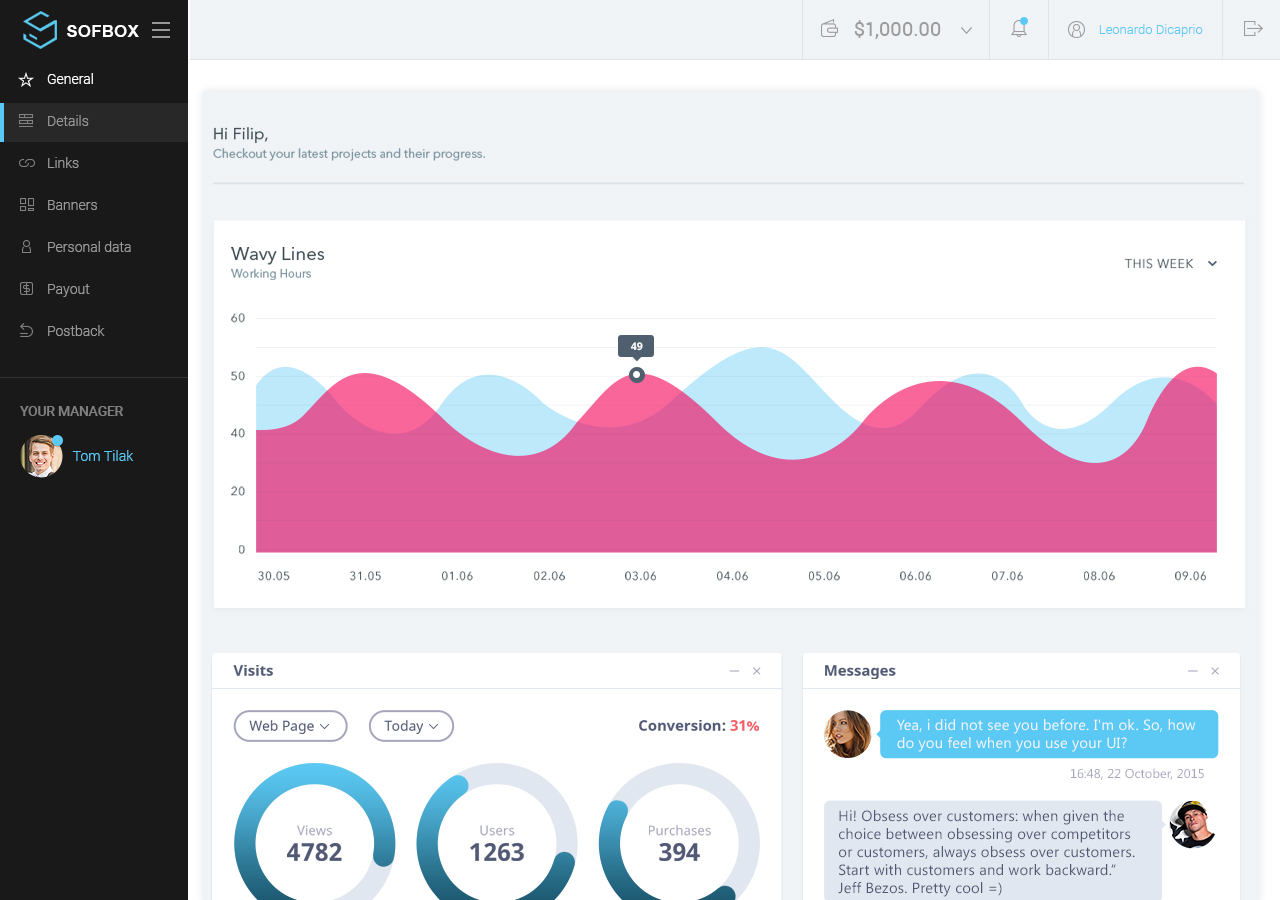 SOFBOX
$1,000.00
Leonardo Dicaprio
General
Details
Links
Banners
Personal data
Payout
Postback
YOUR MANAGER
Tom Tilak
Hi Filip,
Checkout your latest projects and their progress.
Wavy Lines
Working Hours
THIS WEEK
60
50
40
20
0
49
30.05 31.05 01.06 02.06 03.06 04.06 05.06 06.06 07.06 08.06 09.06
Visits
Web Page
Today
Conversion: 31%
Views
4782
Users
1263
Purchases
394
Messages
Yea, i did not see you before. I'm ok. So, how
do you feel when you use your UI?
16:48, 22 October, 2015
Hi! Obsess over customers: when given the
choice between obsessing over competitors
or customers, always obsess over customers.
Start with customers and work backward.”
Jeff Bezos. Pretty cool =)